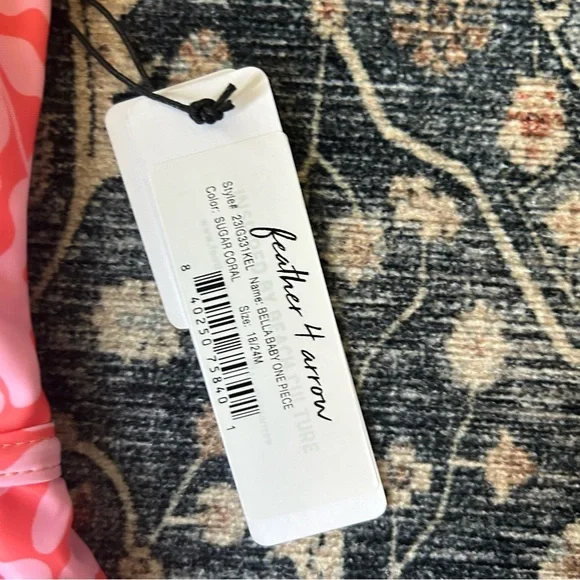 feather 4 arrow
Style#: 23IG331KEL Name: BELLA BABY ONE PIECE
Color: SUGAR CORAL Size: 18/24M
8 40250 75840 1